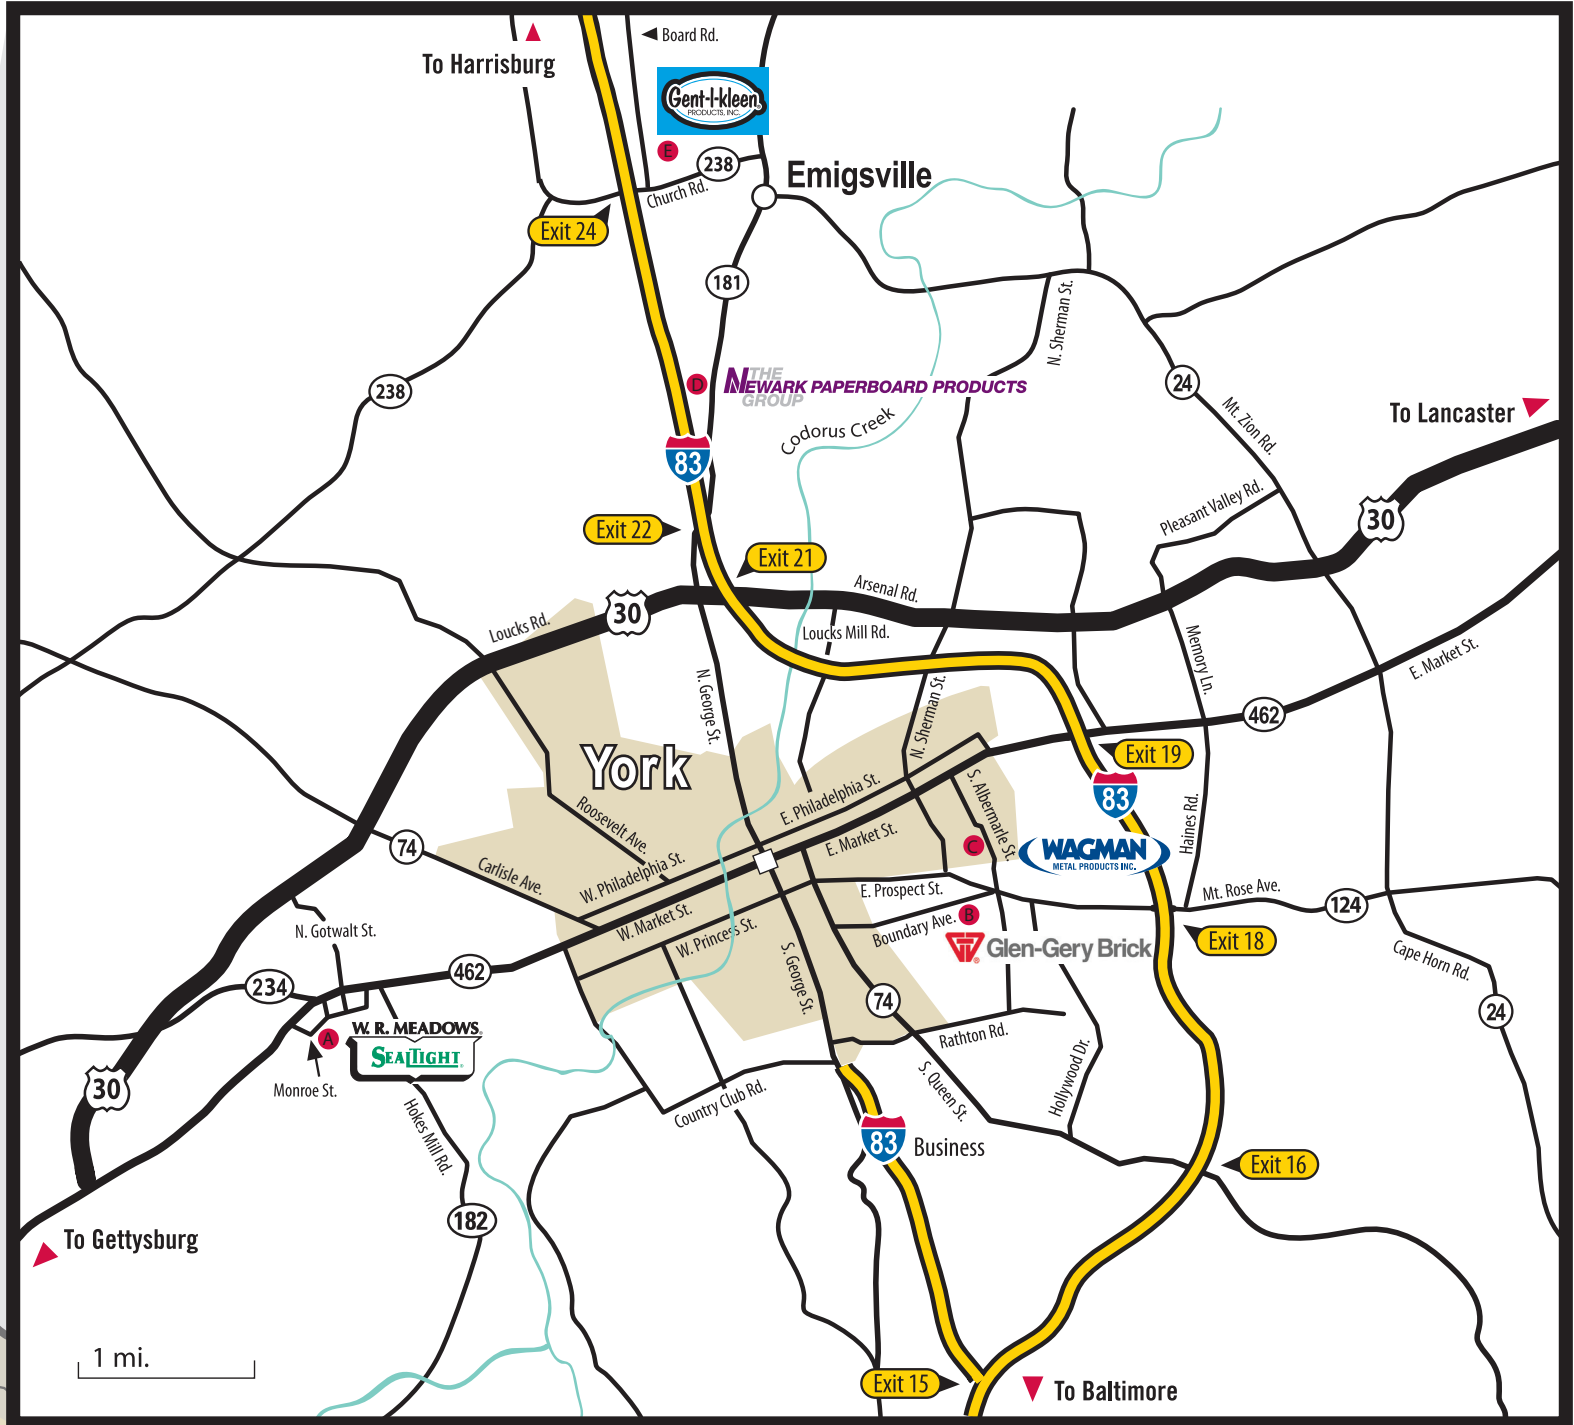 Board Rd.
To Harrisburg
Gent-l-kleen
PRODUCTS, INC.
E
238
Emigsville
Church Rd.
Exit 24
181
N. Sherman St.
D
THE
NEWARK PAPERBOARD PRODUCTS
GROUP
238
24
Mt. Zion Rd.
To Lancaster
Codorus Creek
83
Pleasant Valley Rd.
30
Exit 22
Exit 21
Arsenal Rd.
30
Loucks Rd.
Loucks Mill Rd.
Memory Ln.
E. Market St.
N. George St.
N. Sherman St.
462
York
Exit 19
83
E. Philadelphia St.
S. Albermarle St.
Roosevelt Ave.
Haines Rd.
E. Market St.
C
WAGMAN
METAL PRODUCTS INC.
74
Carlisle Ave.
W. Philadelphia St.
E. Prospect St.
Mt. Rose Ave.
124
W. Market St.
W. Princess St.
Boundary Ave.
B
N. Gotwalt St.
Glen-Gery Brick
Exit 18
Cape Horn Rd.
462
234
S. George St.
74
24
A
W. R. MEADOWS
SEALTIGHT
Rathton Rd.
30
Monroe St.
Hokes Mill Rd.
Country Club Rd.
S. Queen St.
Hollywood Dr.
83
Business
Exit 16
182
To Gettysburg
1 mi.
Exit 15
To Baltimore